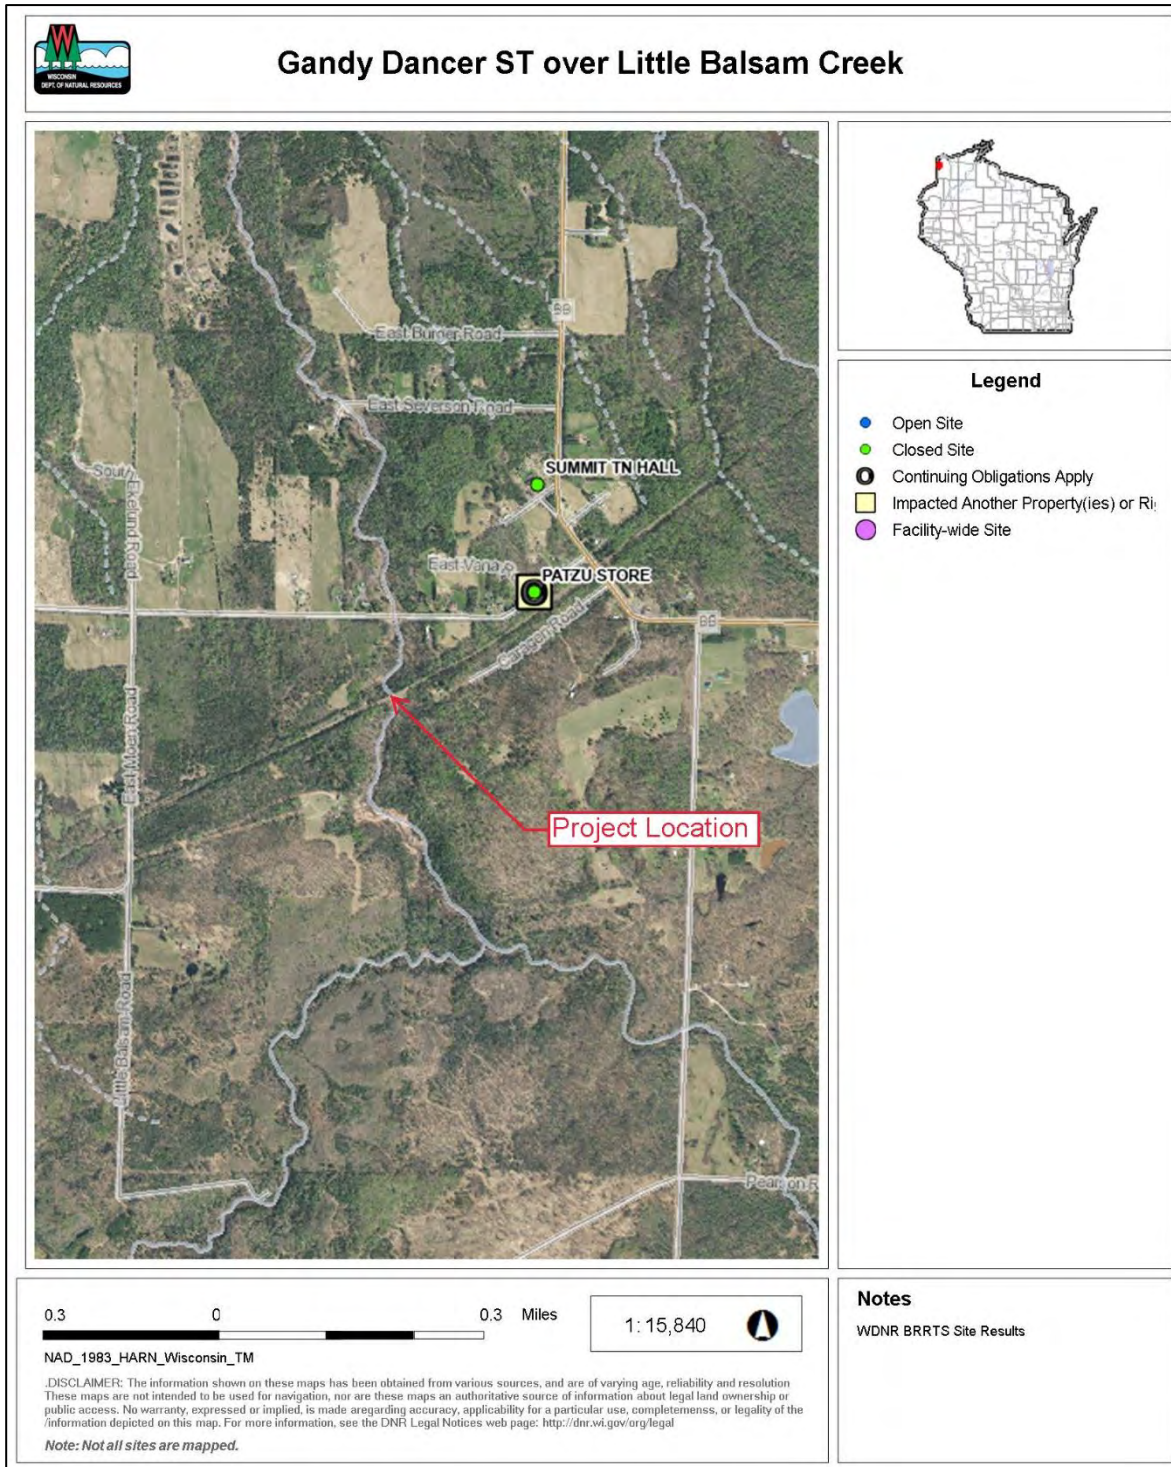 WISCONSIN
DEPT. OF NATURAL RESOURCES
Gandy Dancer ST over Little Balsam Creek
BB
East Burger Road
East Severson Road
SUMMIT TN HALL
South Ekelund Road
East Vana R
PATZU STORE
Caragan Road
BB
East Moen Road
Project Location
Little Balsam Road
Pearson R
Legend
Open Site
Closed Site
Continuing Obligations Apply
Impacted Another Property(ies) or Ri
Facility-wide Site
0.3 0 0.3 Miles
1: 15,840
NAD_1983_HARN_Wisconsin_TM
.DISCLAIMER: The information shown on these maps has been obtained from various sources, and are of varying age, reliability and resolution
These maps are not intended to be used for navigation, nor are these maps an authoritative source of information about legal land ownership or
public access. No warranty, expressed or implied, is made aregarding accuracy, applicability for a particular use, completemenss, or legality of the
/information depicted on this map. For more information, see the DNR Legal Notices web page: http://dnr.wi.gov/org/legal
Note: Not all sites are mapped.
Notes
WDNR BRRTS Site Results